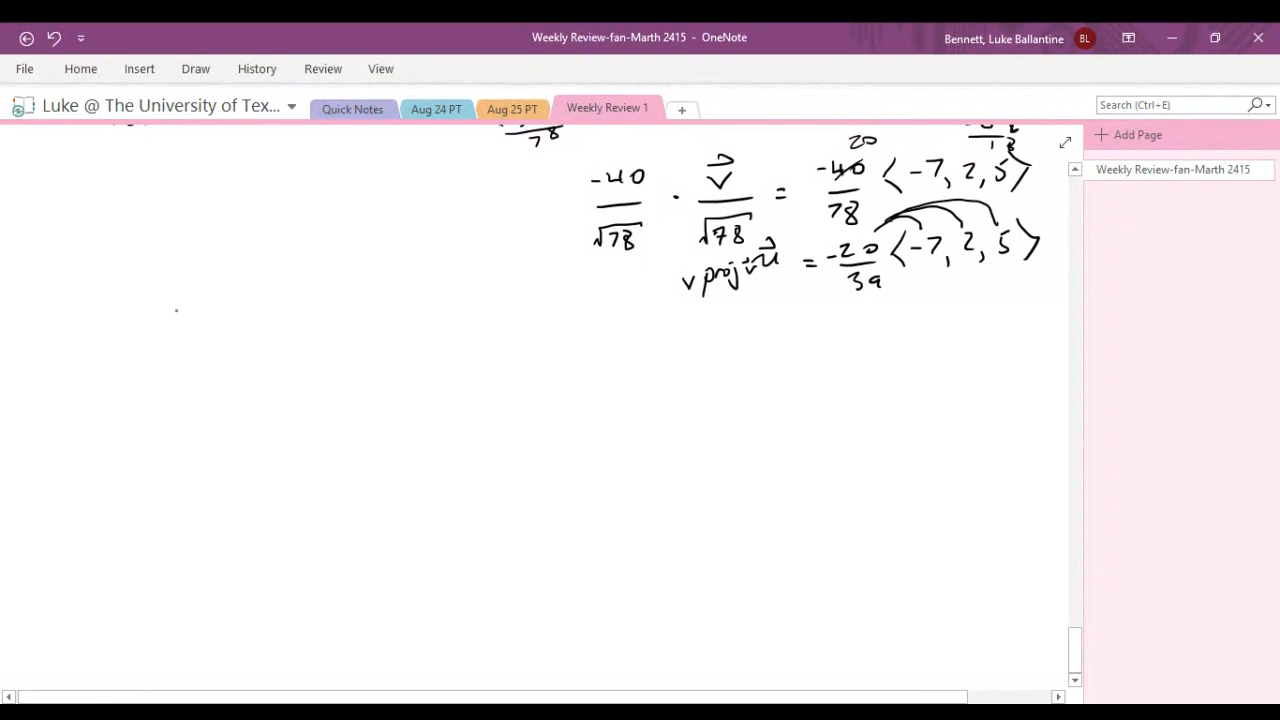 Weekly Review-fan-Marth 2415 - OneNote
Bennett, Luke Ballantine BL
File Home Insert Draw History Review View
Luke @ The University of Tex... Quick Notes Aug 24 PT Aug 25 PT Weekly Review 1 +
Search (Ctrl+E)
Add Page
Weekly Review-fan-Marth 2415
78
20
-40/√78 · v⃗/√78 = -40/78 ⟨-7, 2, 5⟩
v proj v⃗ u⃗ = -20/39 ⟨-7, 2, 5⟩